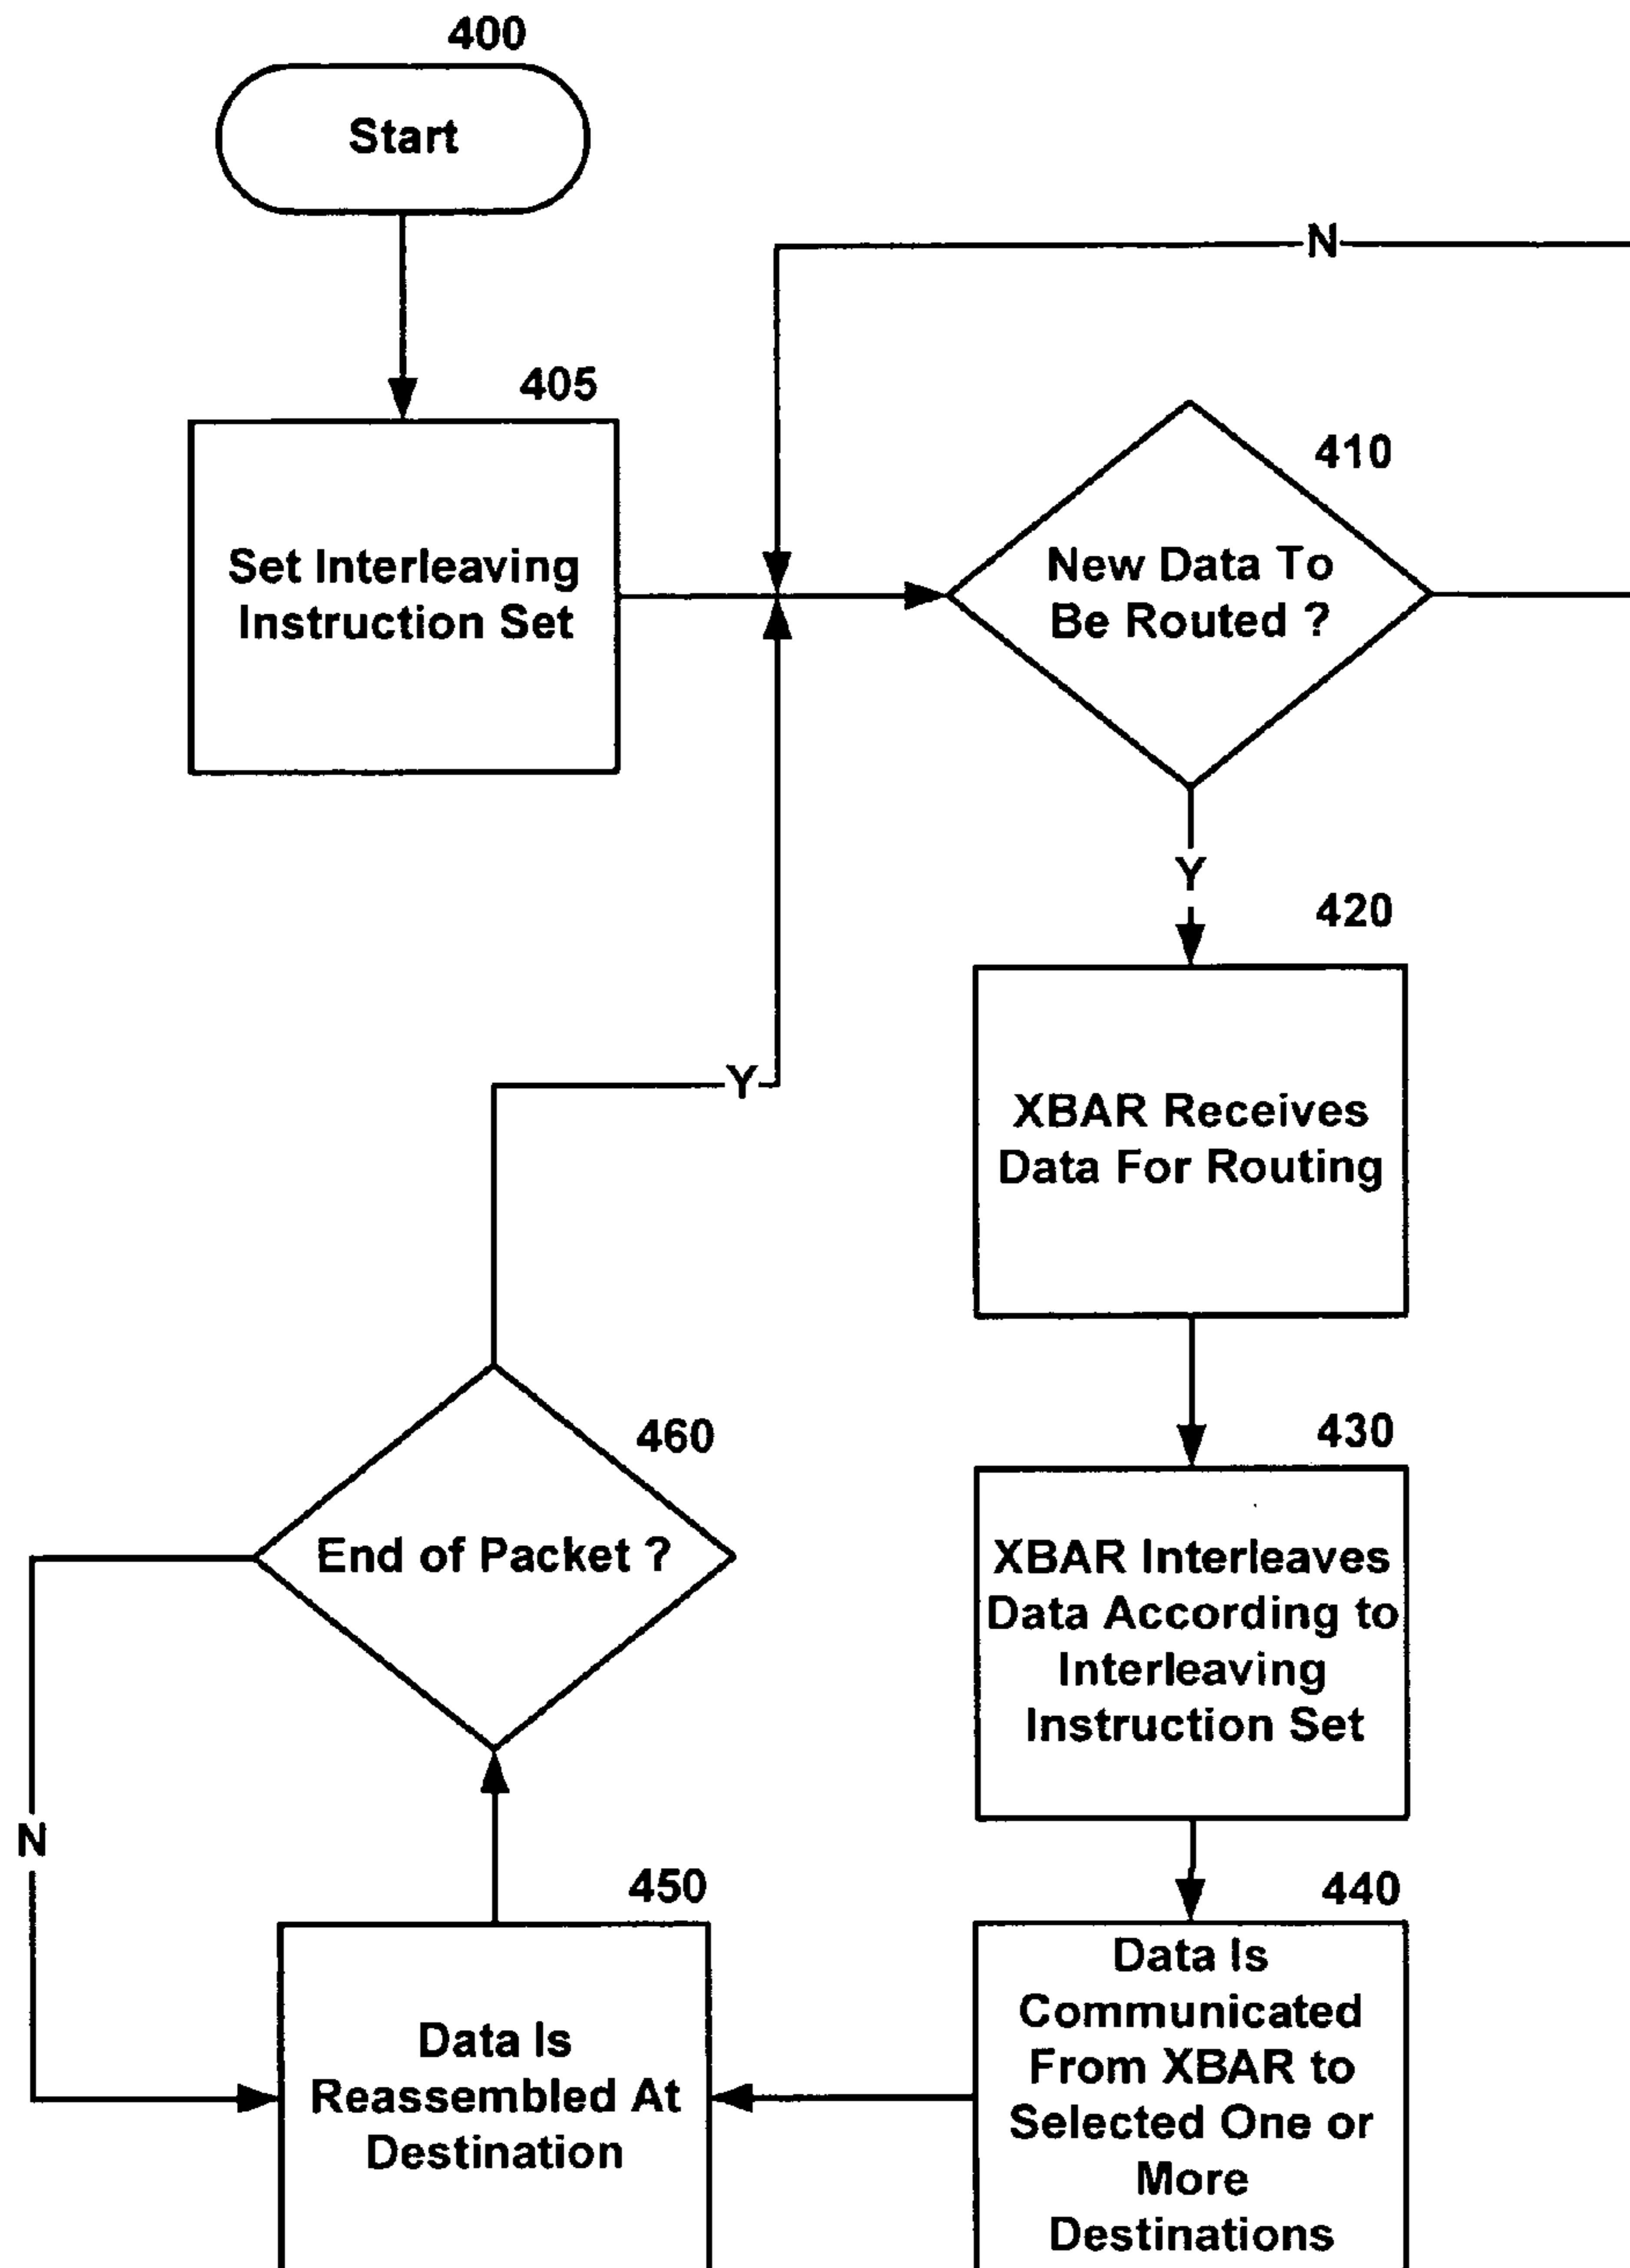 400
Start
N
405
Set Interleaving
Instruction Set
410
New Data To
Be Routed ?
Y
420
XBAR Receives
Data For Routing
Y
460
End of Packet ?
430
XBAR Interleaves
Data According to
Interleaving
Instruction Set
N
450
Data Is
Reassembled At
Destination
440
Data Is
Communicated
From XBAR to
Selected One or
More
Destinations